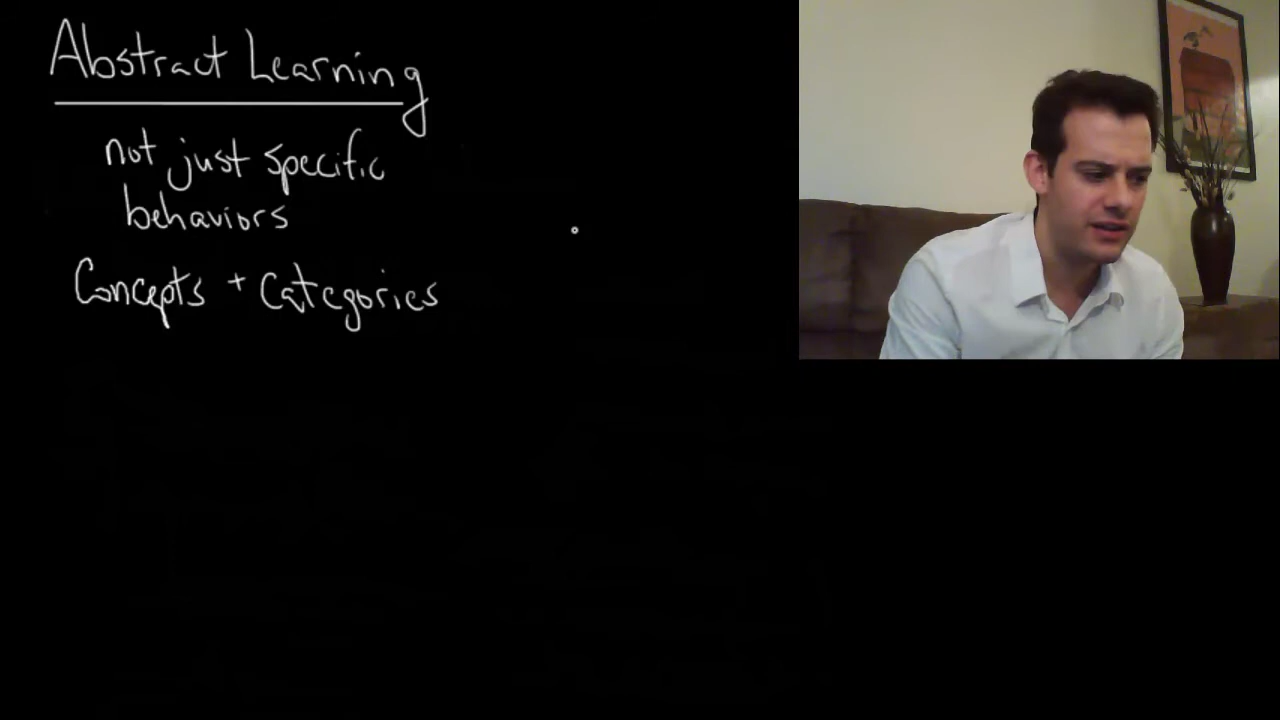 Abstract Learning
not just specific
behaviors
Concepts + Categories